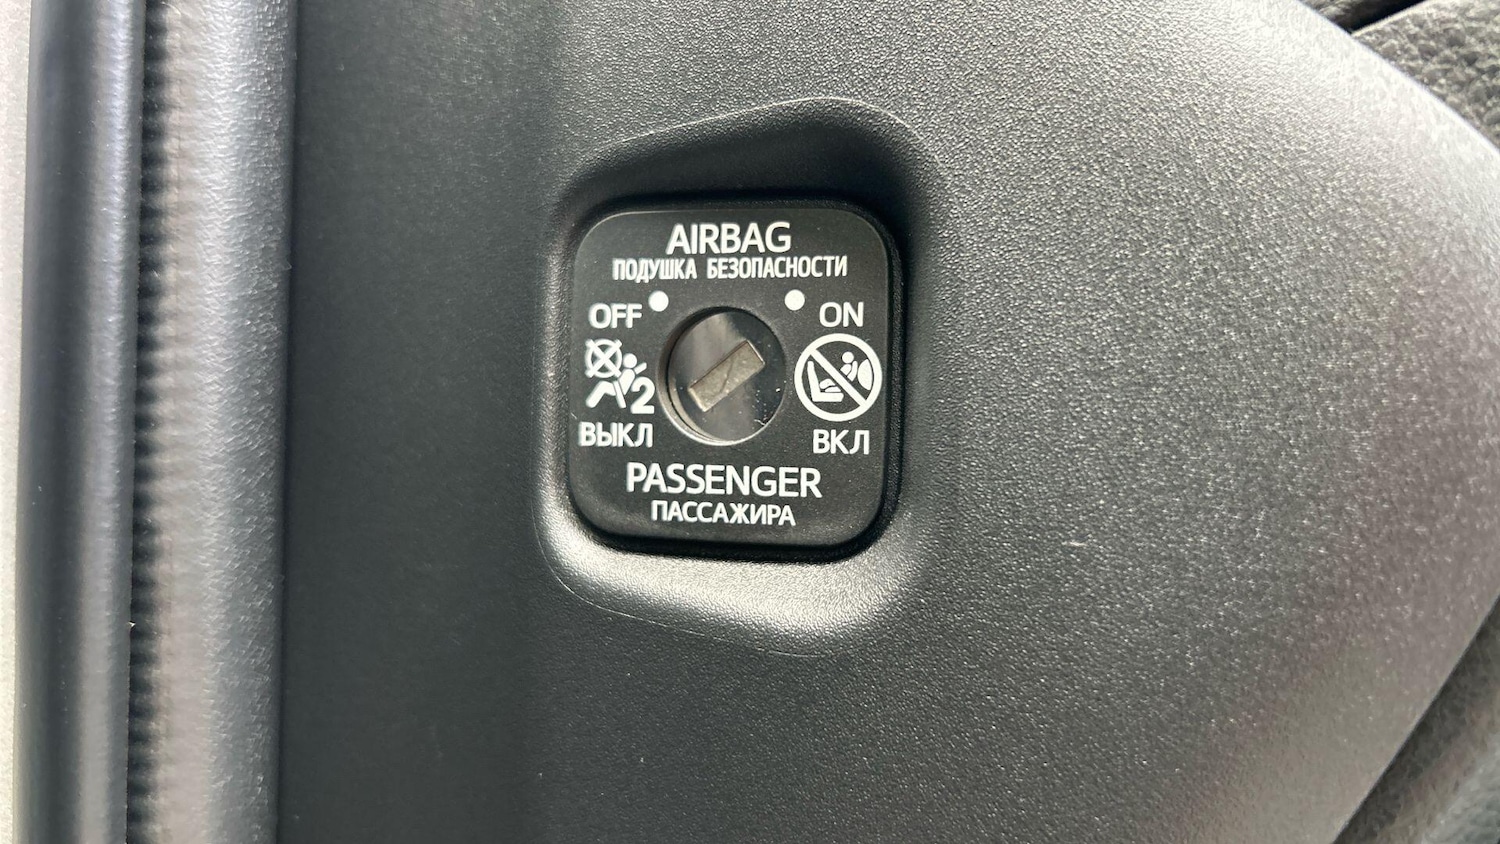 AIRBAG
ПОДУШКА БЕЗОПАСНОСТИ
OFF ON
2
ВЫКЛ ВКЛ
PASSENGER
ПАССАЖИРА